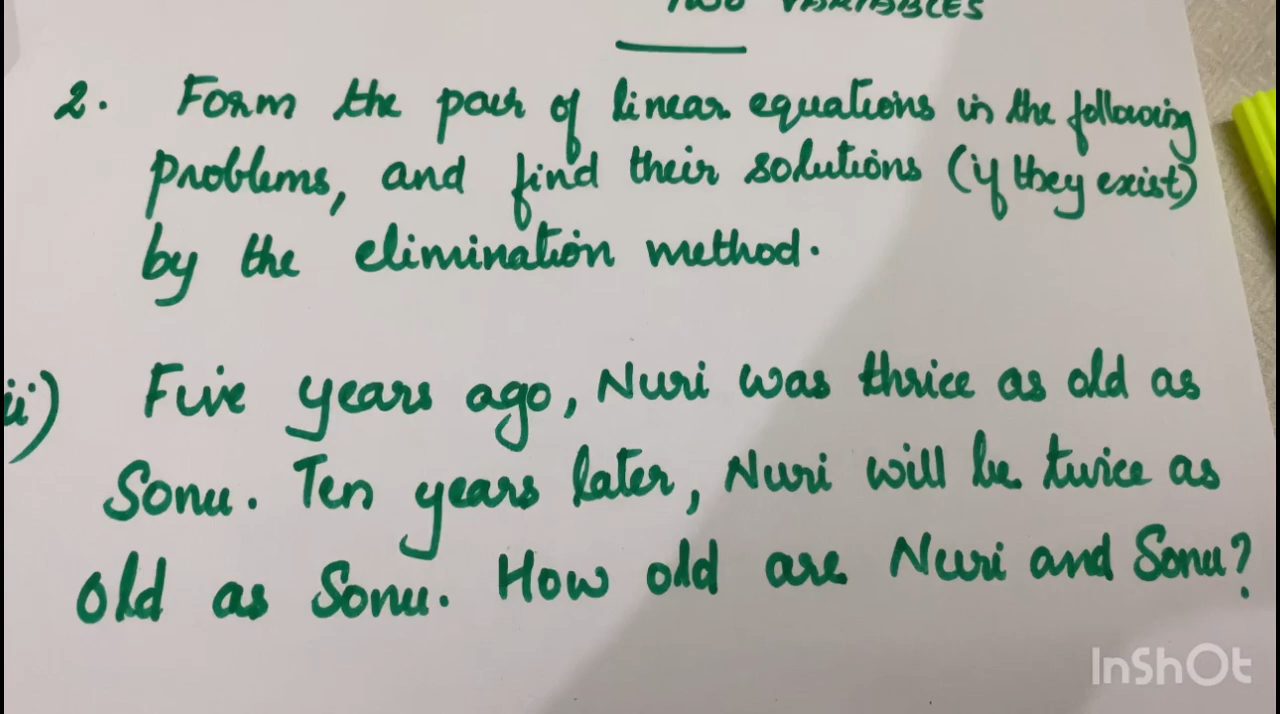 TWO VARIABLES
2. Form the pair of linear equations in the following
problems, and find their solutions (if they exist)
by the elimination method.
ii) Five years ago, Nuri was thrice as old as
Sonu. Ten years later, Nuri will be twice as
old as Sonu. How old are Nuri and Sonu?
InShOt